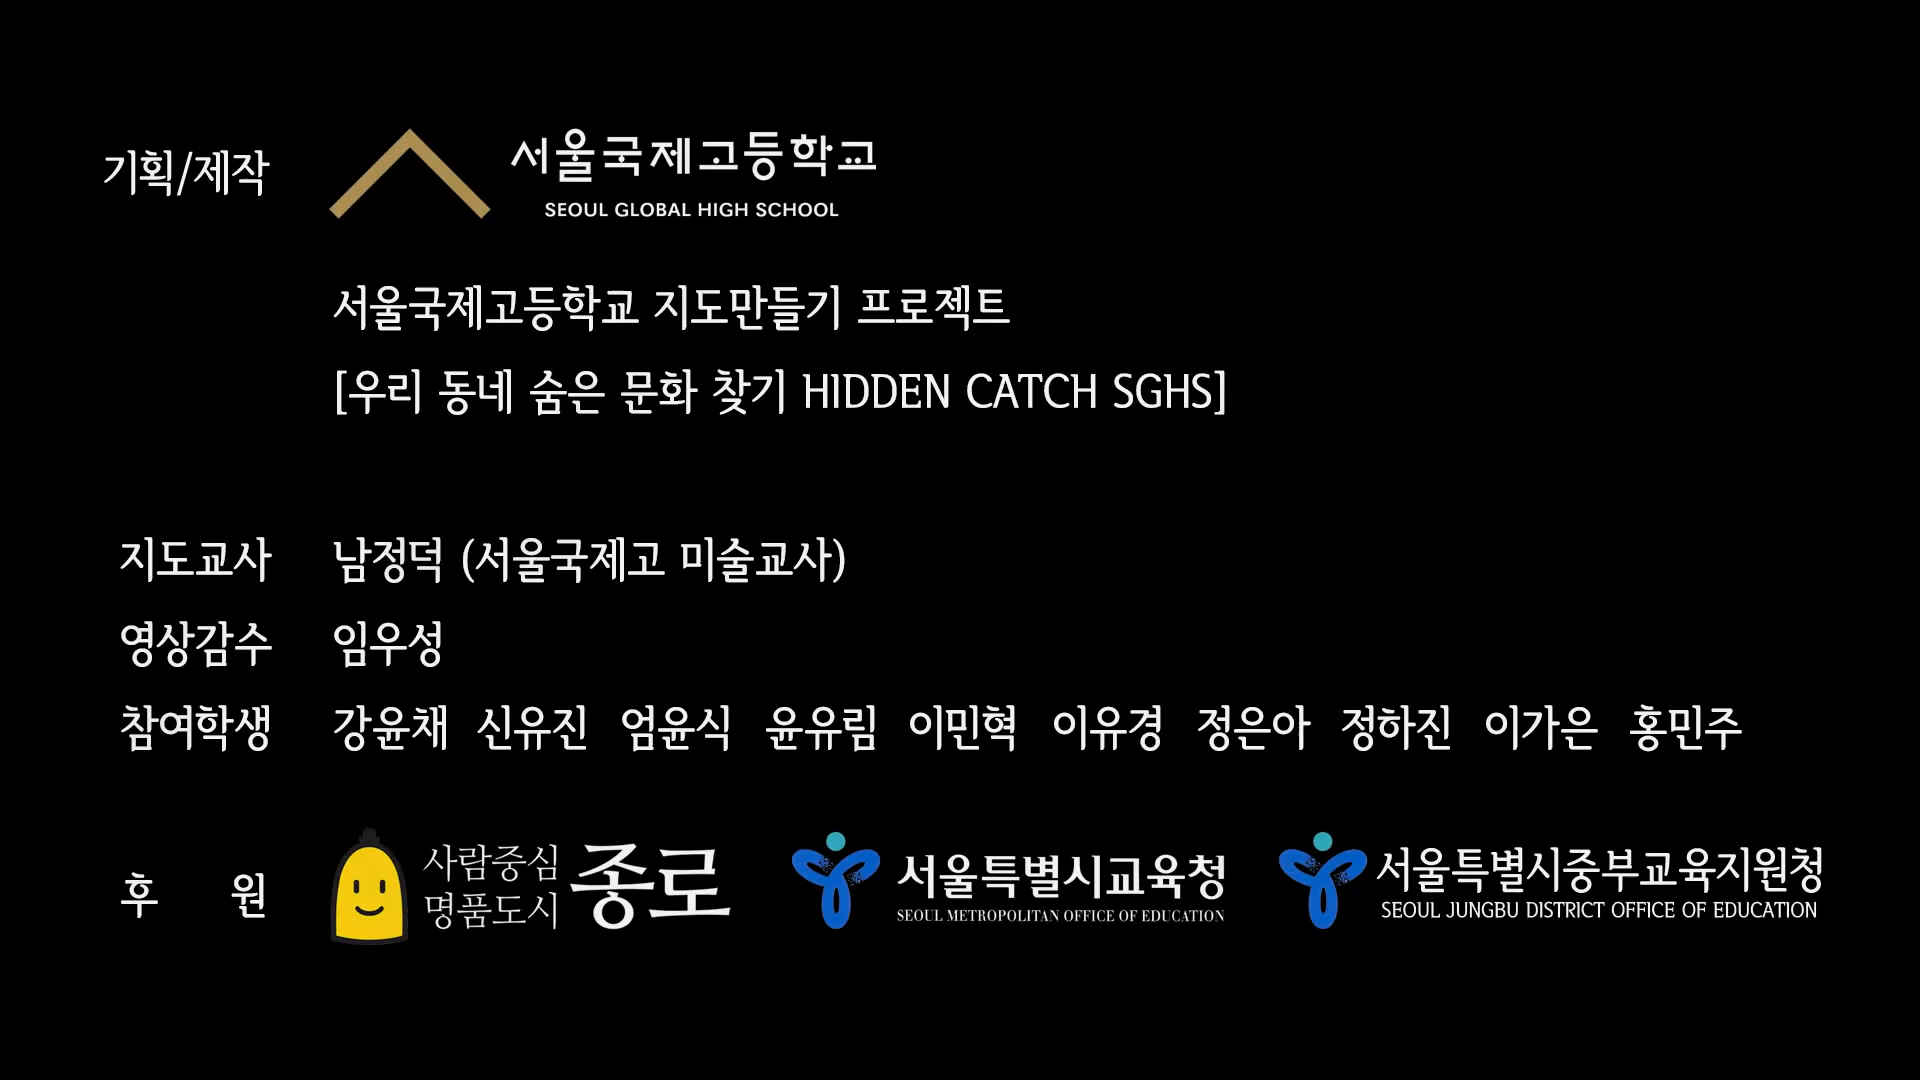 기획/제작 서울국제고등학교
SEOUL GLOBAL HIGH SCHOOL
서울국제고등학교 지도만들기 프로젝트
[우리 동네 숨은 문화 찾기 HIDDEN CATCH SGHS]
지도교사 남정덕 (서울국제고 미술교사)
영상감수 임우성
참여학생 강윤채 신유진 엄윤식 윤유림 이민혁 이유경 정은아 정하진 이가은 홍민주
후 원
사람중심
명품도시
종로
서울특별시교육청
SEOUL METROPOLITAN OFFICE OF EDUCATION
서울특별시중부교육지원청
SEOUL JUNGBU DISTRICT OFFICE OF EDUCATION